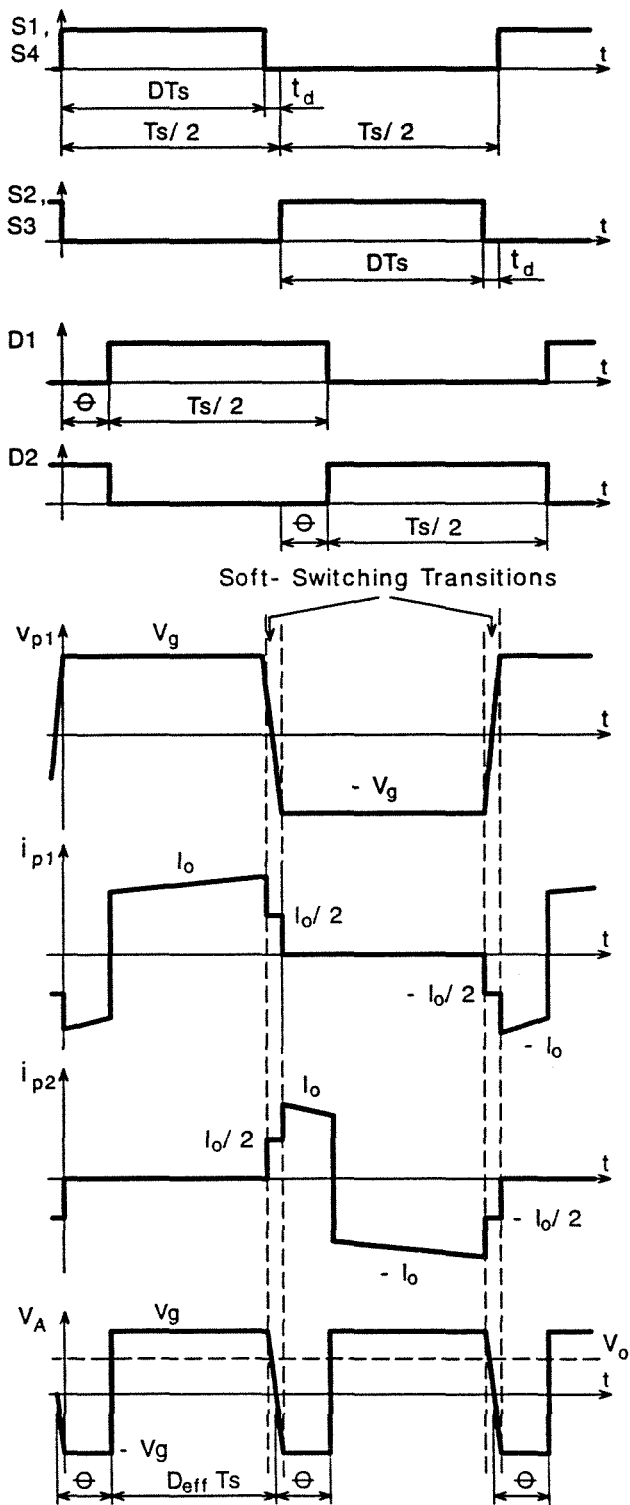 S1,
S4
t
DTs
t_d
Ts/ 2
Ts/ 2
S2,
S3
t
DTs
t_d
D1
t
Ɵ
Ts/ 2
D2
t
Ɵ
Ts/ 2
Soft- Switching Transitions
v_p1
V_g
t
- V_g
i_p1
I_o
I_o/ 2
t
- I_o/ 2
- I_o
i_p2
I_o
I_o/ 2
t
- I_o/ 2
- I_o
V_A
V_g
V_o
t
- V_g
Ɵ
D_eff Ts
Ɵ
Ɵ